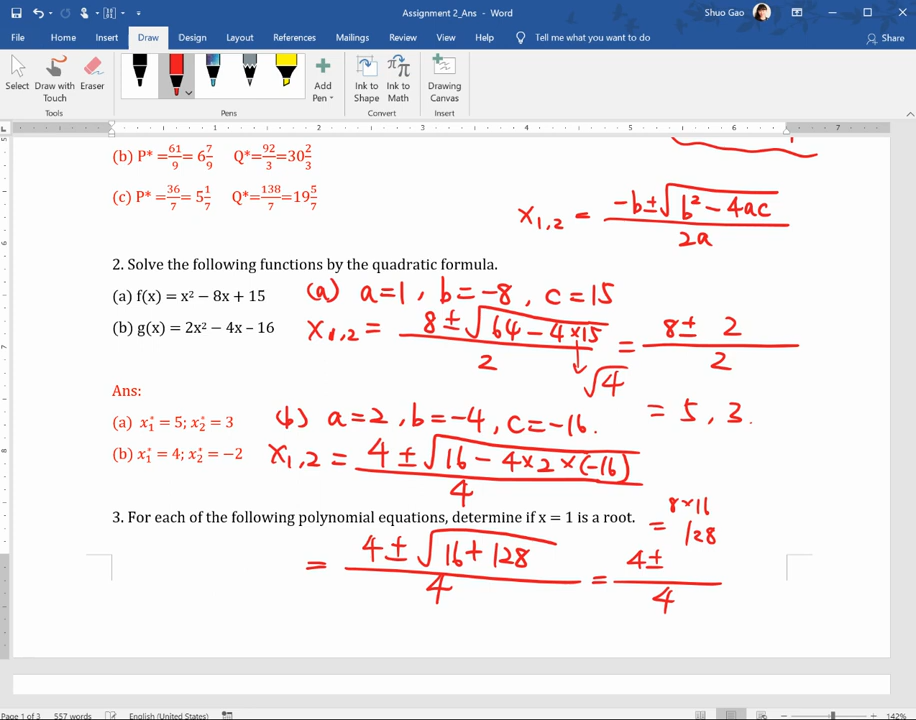 Assignment 2_Ans - Word
Shuo Gao
File Home Insert Draw Design Layout References Mailings Review View Help Tell me what you want to do Share
Select Draw with Touch Eraser Add Pen Ink to Shape Ink to Math Drawing Canvas
Tools Pens Convert Insert
1 2 3 4 5 6 7
(b) P* = 61/9 = 6 7/9 Q* = 92/3 = 30 2/3
(c) P* = 36/7 = 5 1/7 Q* = 138/7 = 19 5/7
x₁,₂ = (-b ± √(b² - 4ac)) / 2a
2. Solve the following functions by the quadratic formula.
(a) f(x) = x² − 8x + 15
(a) a=1, b=-8, c=15
(b) g(x) = 2x² − 4x – 16
x₁,₂ = (8 ± √(64 - 4×15)) / 2 = (8 ± 2) / 2
√4
Ans:
(a) x₁* = 5; x₂* = 3
= 5, 3.
(b) a=2, b=-4, c=-16.
(b) x₁* = 4; x₂* = −2
x₁,₂ = (4 ± √(16 - 4×2×(-16))) / 4
3. For each of the following polynomial equations, determine if x = 1 is a root.
8×16
= 128
= (4 ± √(16+128)) / 4 = (4 ±) / 4
Page 1 of 3 557 words English (United States) 142%